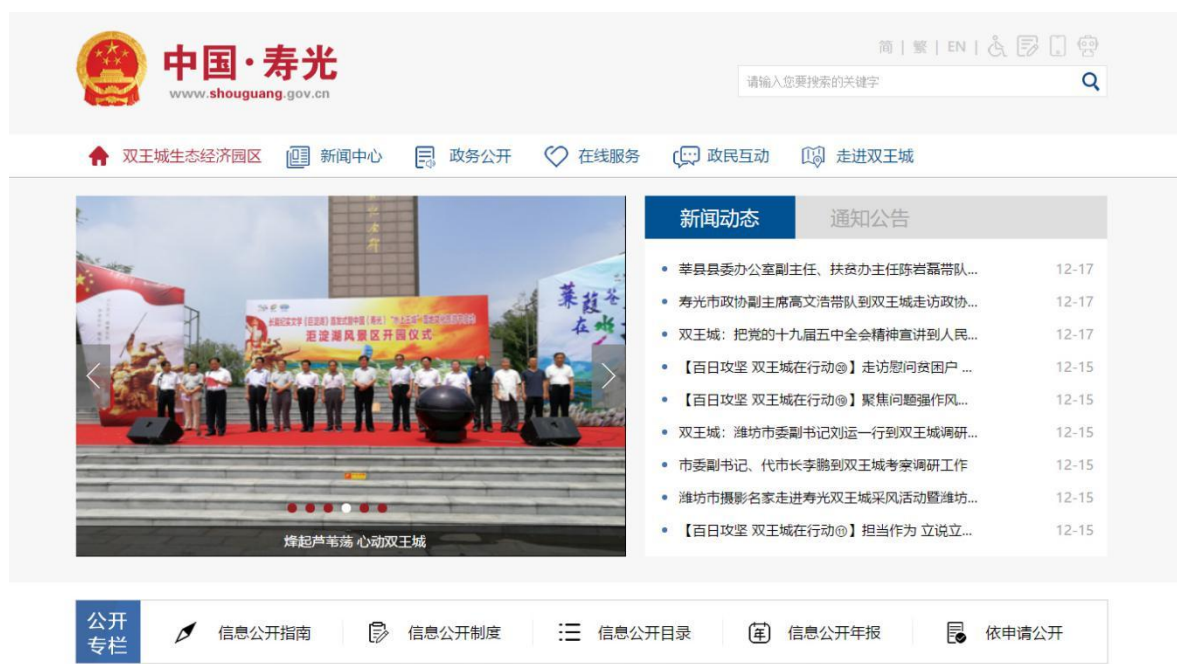 中国·寿光
www.shouguang.gov.cn
简 | 繁 | EN |
请输入您要搜索的关键字
双王城生态经济园区 新闻中心 政务公开 在线服务 政民互动 走进双王城
新闻动态 通知公告
莘县县委办公室副主任、扶贫办主任陈岩磊带队... 12-17
寿光市政协副主席高文浩带队到双王城走访政协... 12-17
双王城：把党的十九届五中全会精神宣讲到人民... 12-17
【百日攻坚 双王城在行动⑳】走访慰问贫困户 ... 12-15
【百日攻坚 双王城在行动⑲】聚焦问题强作风... 12-15
双王城：潍坊市委副书记刘运一行到双王城调研... 12-15
市委副书记、代市长李鹏到双王城考察调研工作 12-15
潍坊市摄影名家走进寿光双王城采风活动暨潍坊... 12-15
【百日攻坚 双王城在行动⑱】担当作为 立说立... 12-15
蒹葭苍
在水
巨淀湖风景区开园仪式
烽起芦苇荡 心动双王城
公开
专栏
信息公开指南 信息公开制度 信息公开目录 信息公开年报 依申请公开